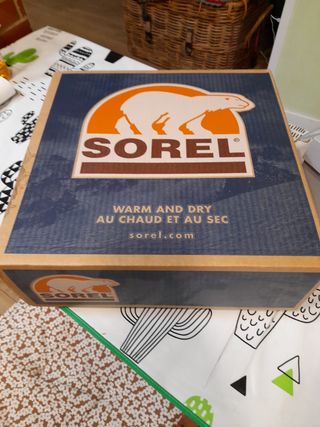 SOREL®
WARM AND DRY
AU CHAUD ET AU SEC
sorel.com
SOREL